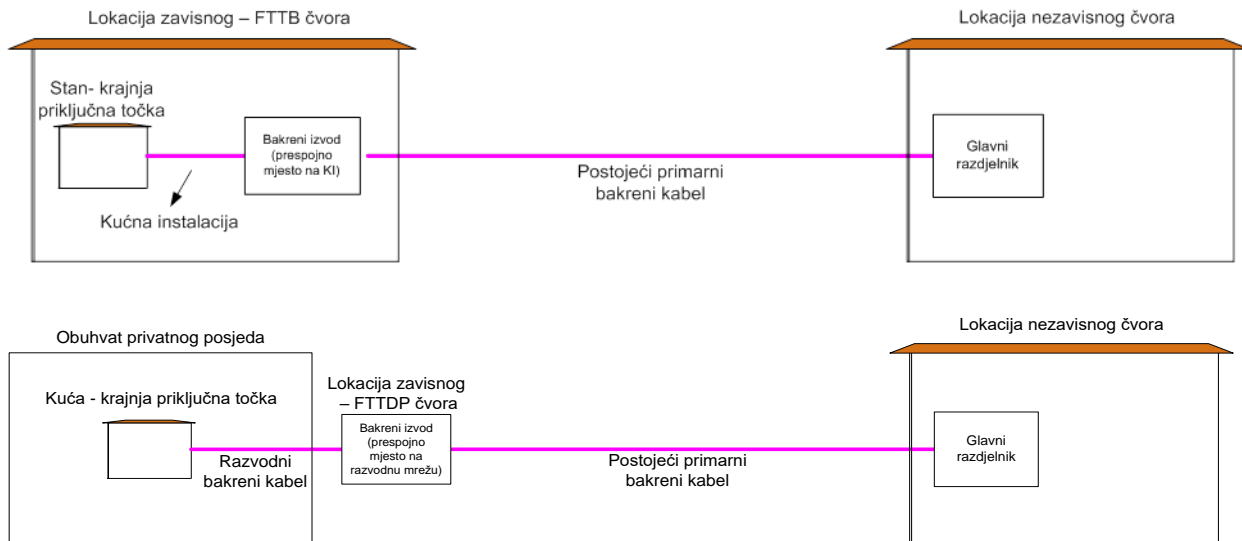 Lokacija zavisnog – FTTB čvora
Lokacija nezavisnog čvora
Stan- krajnja
priključna točka
Bakreni izvod
(prespojno
mjesto na KI)
Glavni
razdjelnik
Postojeći primarni
bakreni kabel
Kućna instalacija
Obuhvat privatnog posjeda
Lokacija nezavisnog čvora
Kuća - krajnja priključna točka
Lokacija zavisnog
– FTTDP čvora
Bakreni izvod
(prespojno
mjesto na
razvodnu mrežu)
Glavni
razdjelnik
Razvodni
bakreni kabel
Postojeći primarni
bakreni kabel